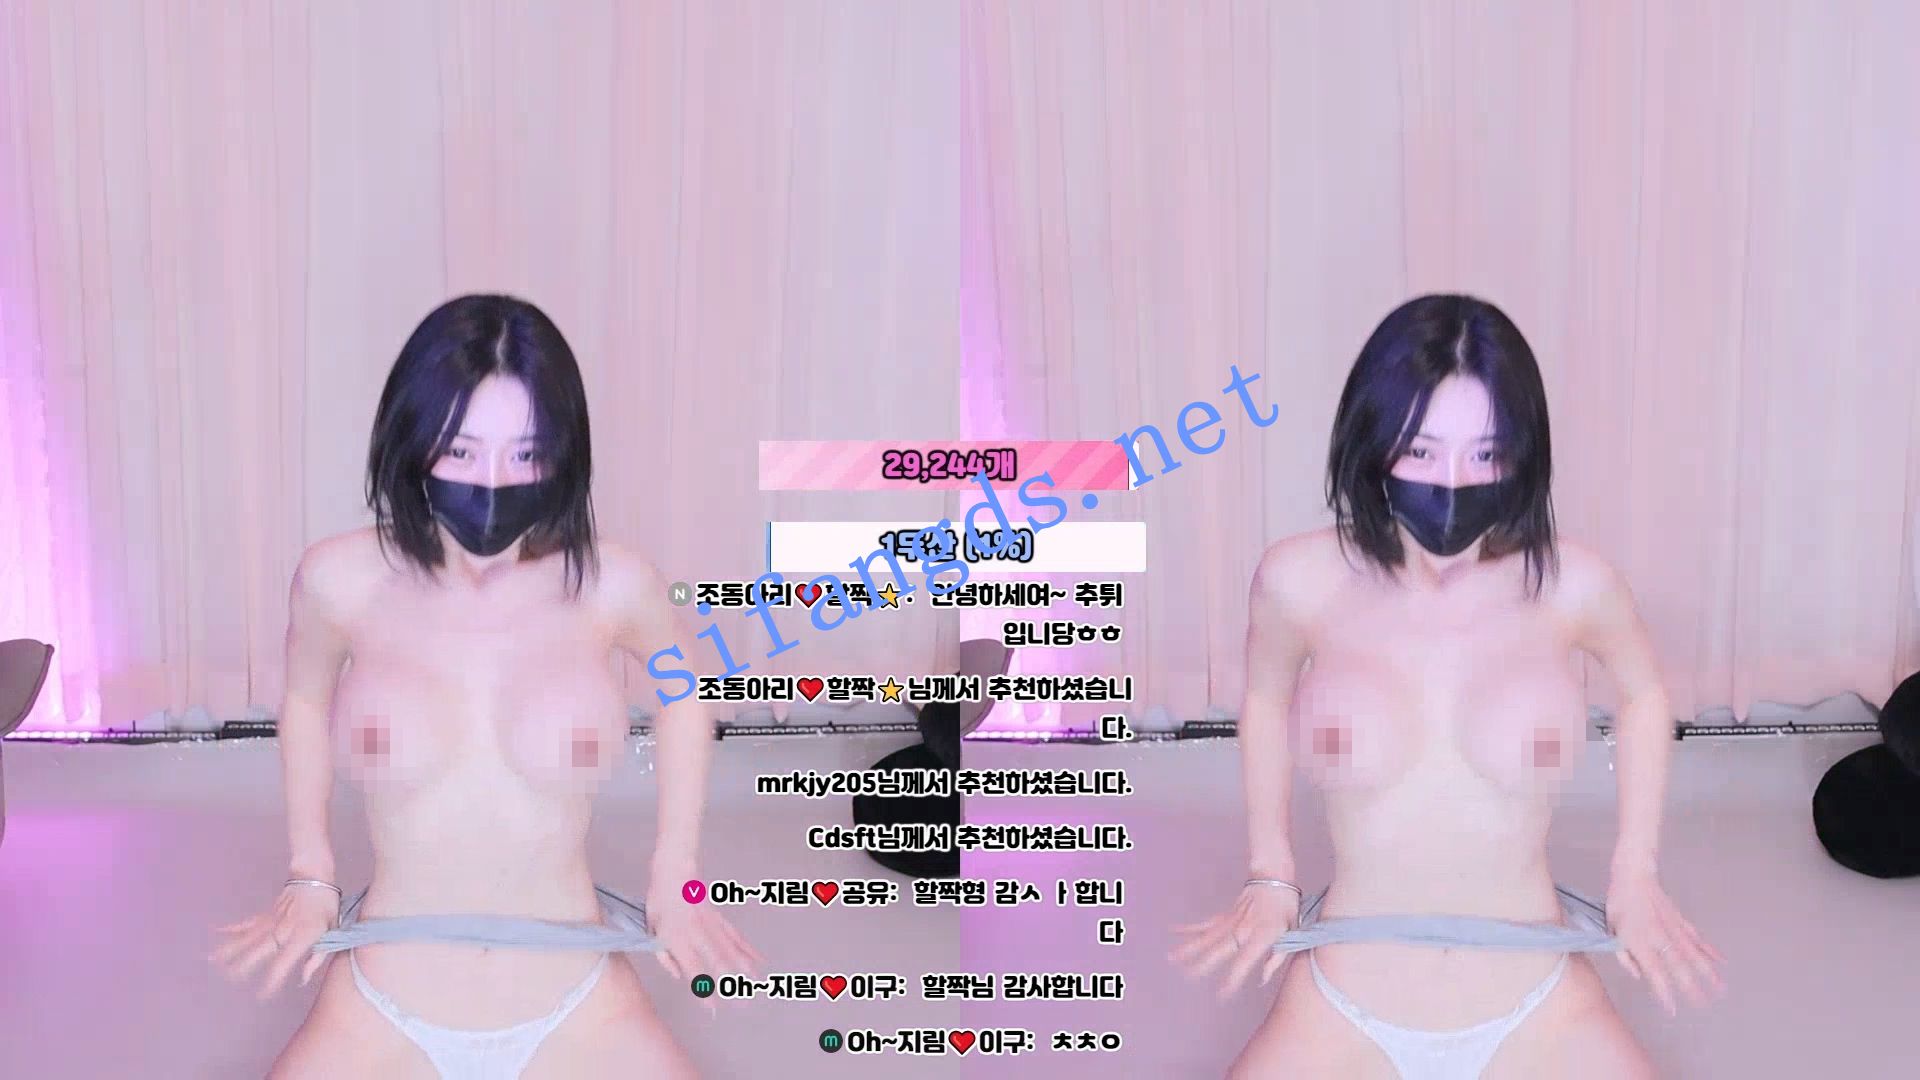 29,244개
(1%)
조동아리❤️할짝⭐: 안녕하세여~ 추튀
입니당ㅎㅎ
조동아리❤️할짝⭐님께서 추천하셨습니
다.
mrkjy205님께서 추천하셨습니다.
Cdsft님께서 추천하셨습니다.
V Oh~지림❤️공유: 할짝형 감ㅅ ㅏ합니
다
m Oh~지림❤️이구: 할짝님 감사합니다
m Oh~지림❤️이구: ㅊㅊㅇ
sifangds.net